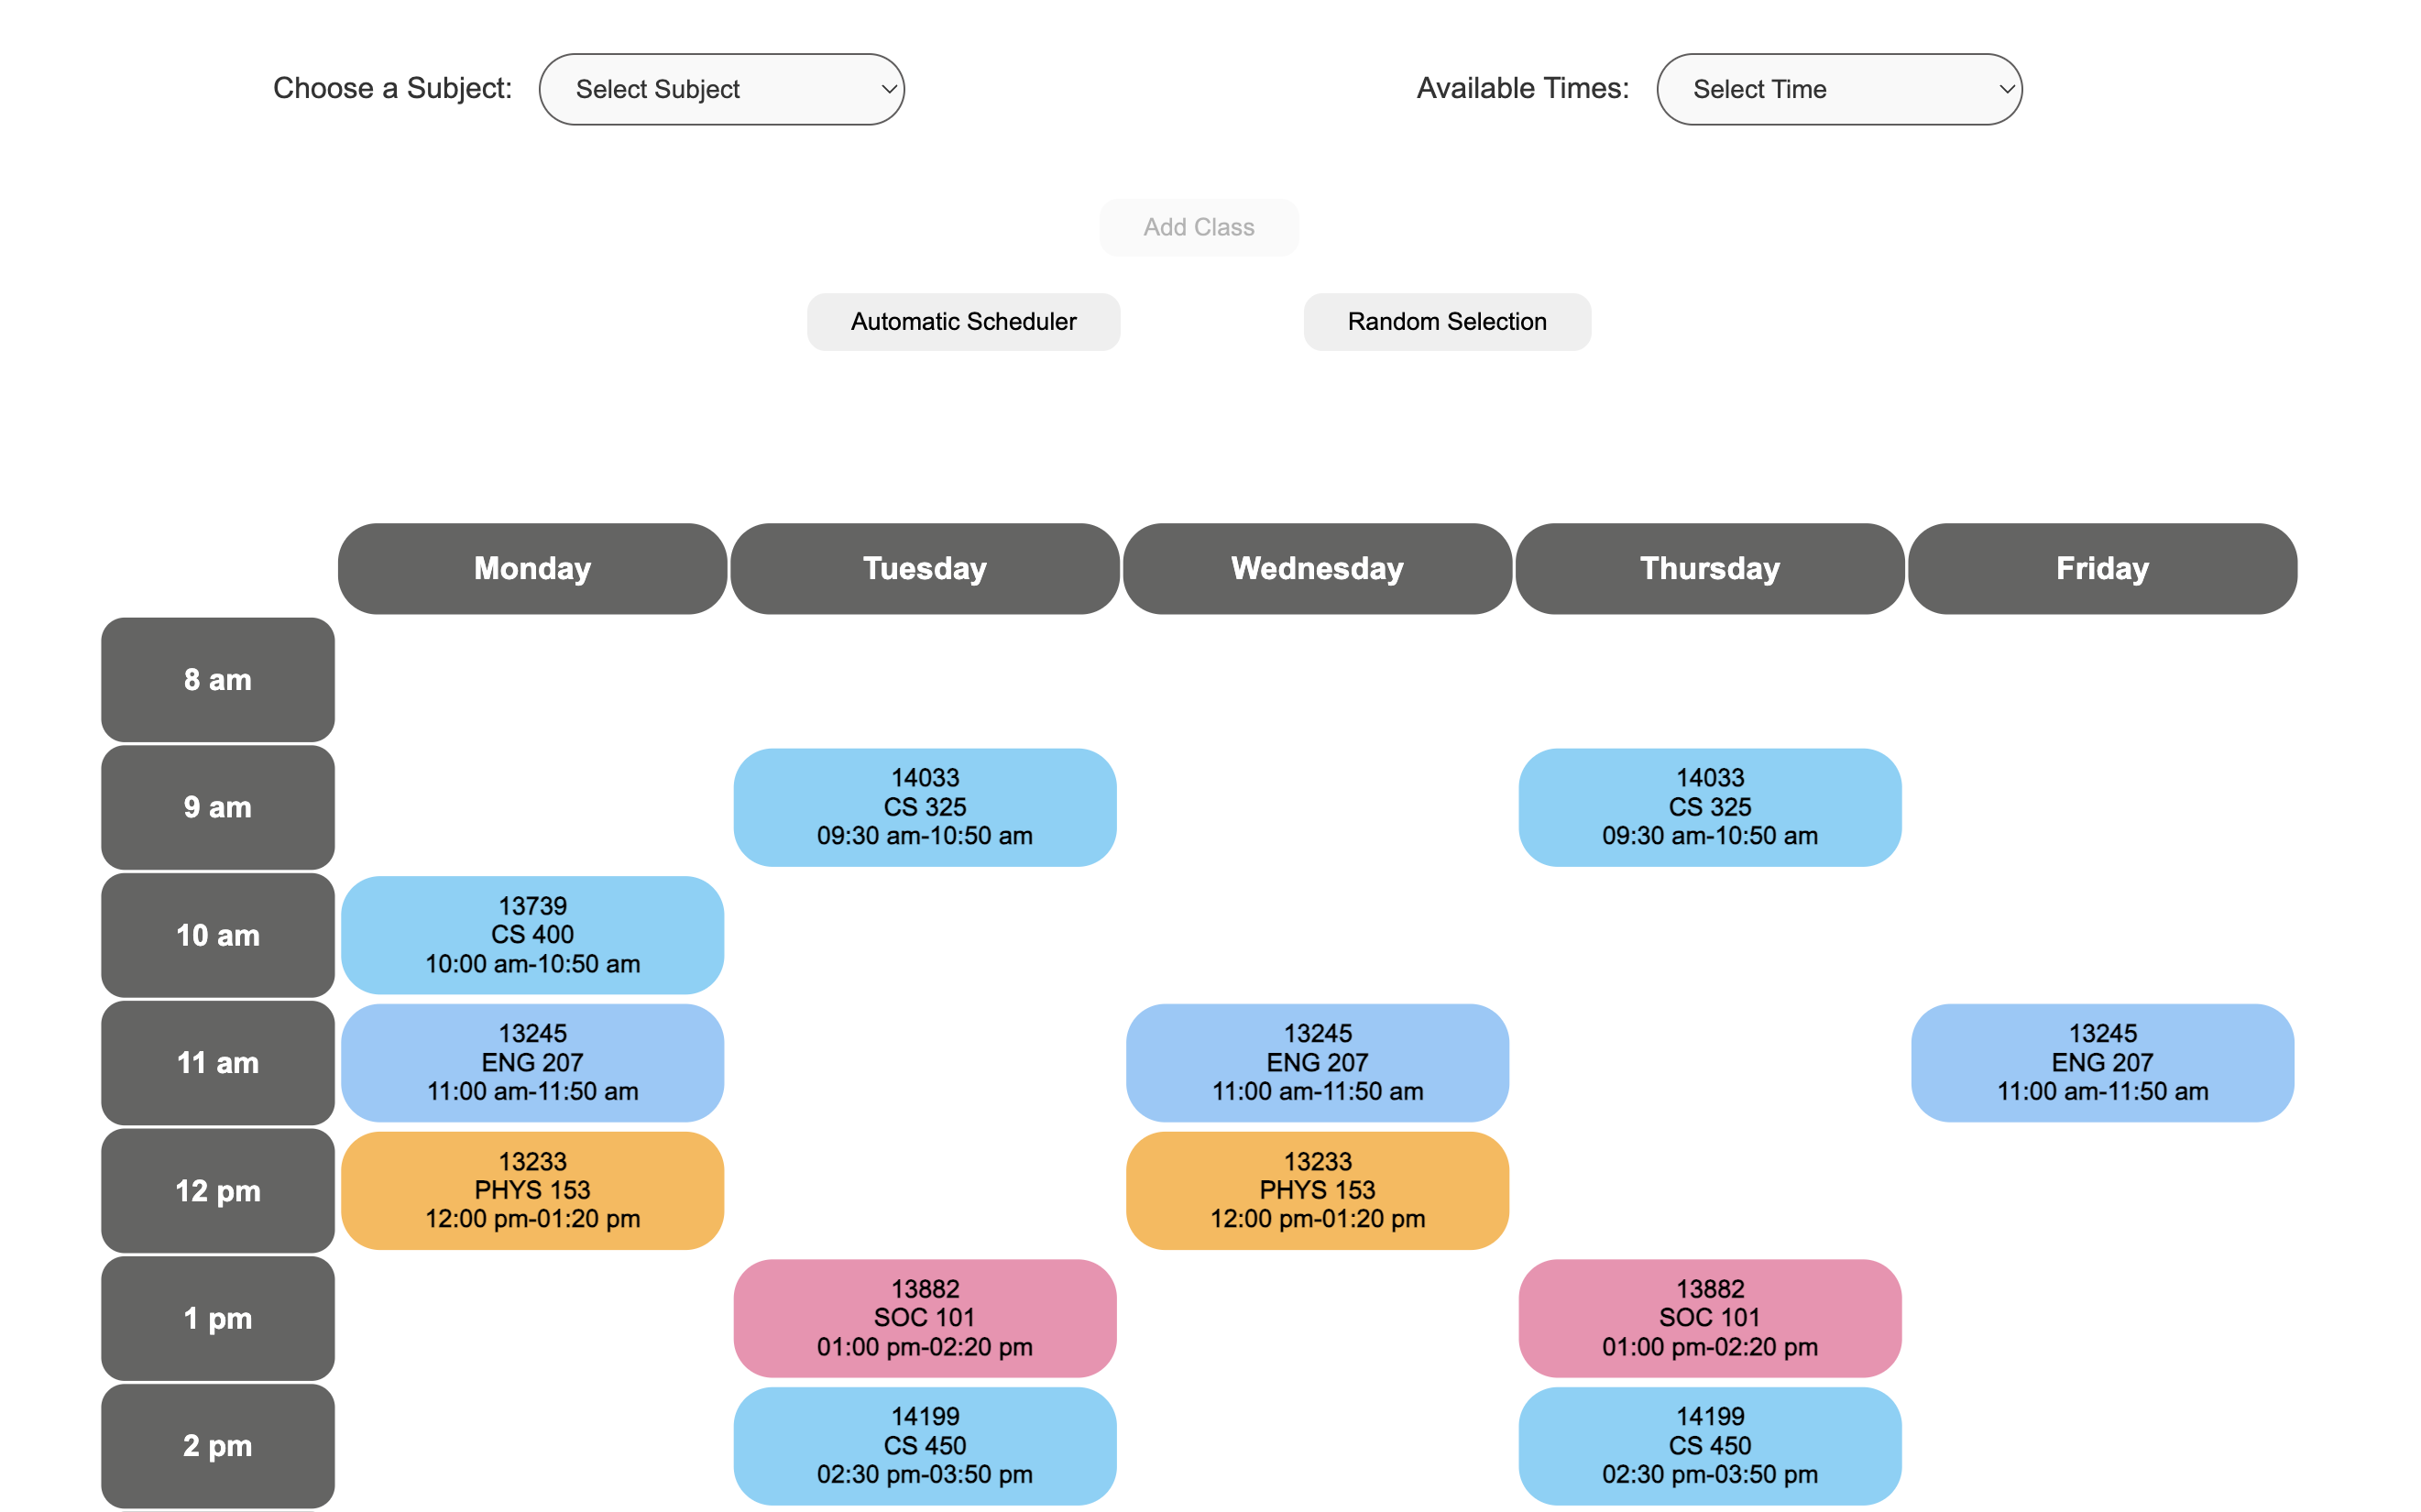 Choose a Subject: Select Subject Available Times: Select Time
Add Class
Automatic Scheduler Random Selection
Monday Tuesday Wednesday Thursday Friday
8 am
9 am
14033
CS 325
09:30 am-10:50 am
14033
CS 325
09:30 am-10:50 am
10 am
13739
CS 400
10:00 am-10:50 am
11 am
13245
ENG 207
11:00 am-11:50 am
13245
ENG 207
11:00 am-11:50 am
13245
ENG 207
11:00 am-11:50 am
12 pm
13233
PHYS 153
12:00 pm-01:20 pm
13233
PHYS 153
12:00 pm-01:20 pm
1 pm
13882
SOC 101
01:00 pm-02:20 pm
13882
SOC 101
01:00 pm-02:20 pm
2 pm
14199
CS 450
02:30 pm-03:50 pm
14199
CS 450
02:30 pm-03:50 pm